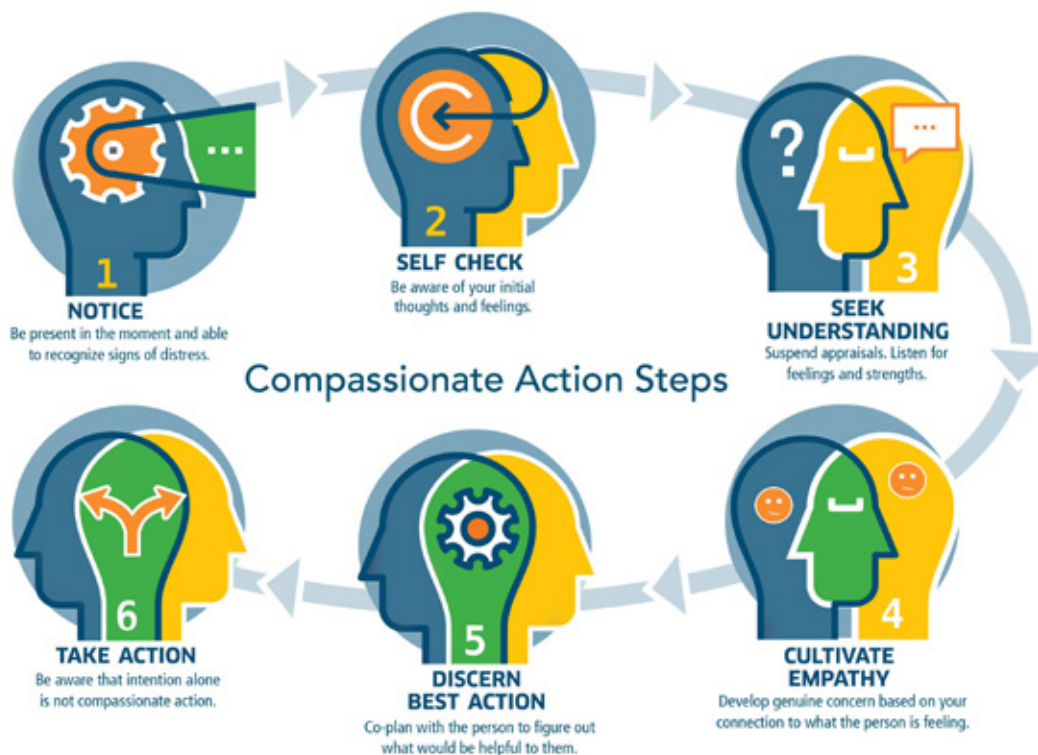 1
NOTICE
Be present in the moment and able
to recognize signs of distress.
2
SELF CHECK
Be aware of your initial
thoughts and feelings.
?
...
3
SEEK
UNDERSTANDING
Suspend appraisals. Listen for
feelings and strengths.
Compassionate Action Steps
4
CULTIVATE
EMPATHY
Develop genuine concern based on your
connection to what the person is feeling.
5
DISCERN
BEST ACTION
Co-plan with the person to figure out
what would be helpful to them.
6
TAKE ACTION
Be aware that intention alone
is not compassionate action.